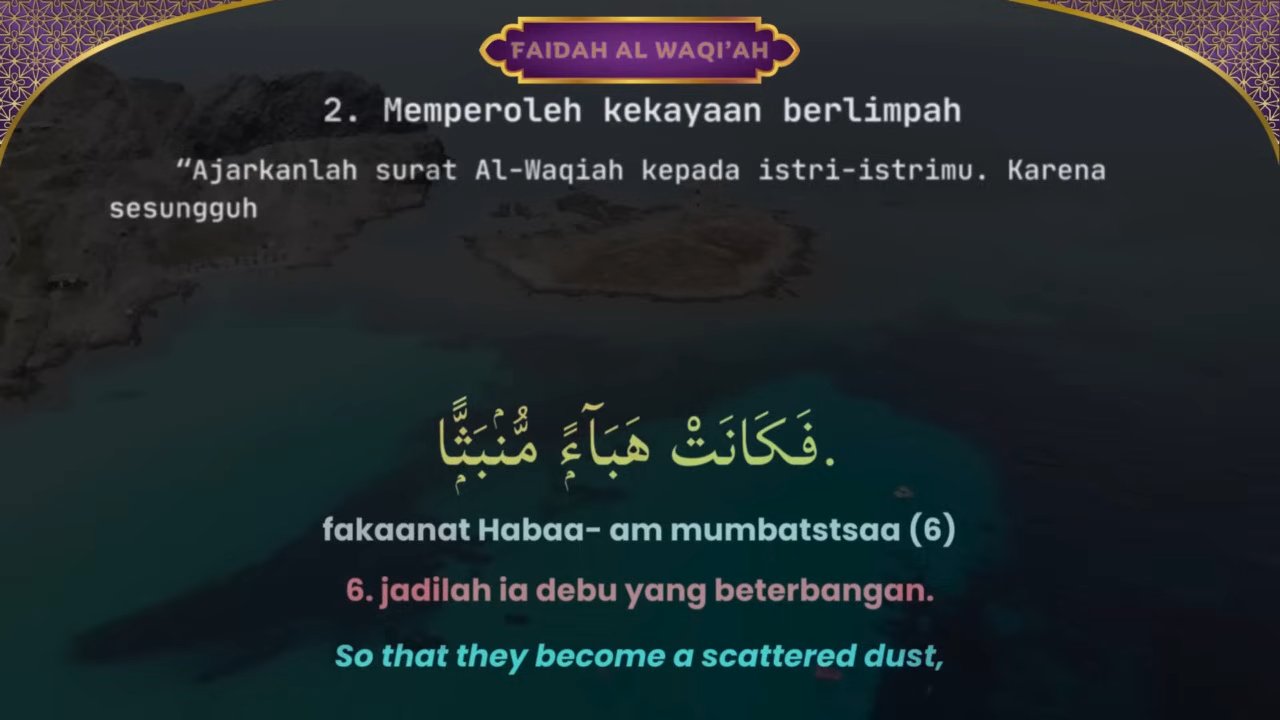 FAIDAH AL WAQI'AH
2. Memperoleh kekayaan berlimpah
“Ajarkanlah surat Al-Waqiah kepada istri-istrimu. Karena
sesungguh
فَكَانَتْ هَبَآءًۭ مُّنۢبَثًّۭا.
fakaanat Habaa- am mumbatstsaa (6)
6. jadilah ia debu yang beterbangan.
So that they become a scattered dust,